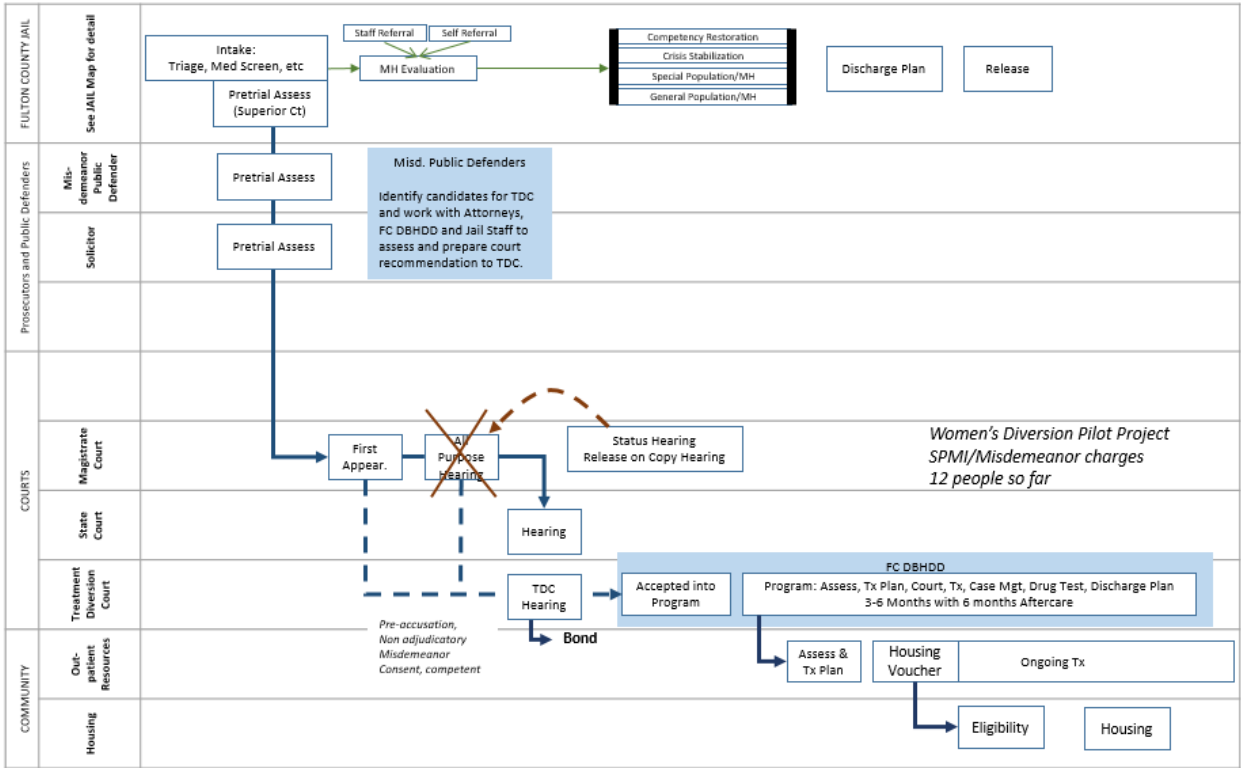 FULTON COUNTY JAIL
See JAIL Map for detail
Intake:
Triage, Med Screen, etc
Pretrial Assess
(Superior Ct)
Staff Referral
Self Referral
MH Evaluation
Competency Restoration
Crisis Stabilization
Special Population/MH
General Population/MH
Discharge Plan
Release
Prosecutors and Public Defenders
Mis-
demeanor
Public
Defender
Pretrial Assess
Misd. Public Defenders
Identify candidates for TDC
and work with Attorneys,
FC DBHDD and Jail Staff to
assess and prepare court
recommendation to TDC.
Solicitor
Pretrial Assess
COURTS
Magistrate
Court
First
Appear.
All
Purpose
Hearing
Status Hearing
Release on Copy Hearing
Women's Diversion Pilot Project
SPMI/Misdemeanor charges
12 people so far
State
Court
Hearing
Treatment
Diversion
Court
TDC
Hearing
Accepted into
Program
FC DBHDD
Program: Assess, Tx Plan, Court, Tx, Case Mgt, Drug Test, Discharge Plan
3-6 Months with 6 months Aftercare
Pre-accusation,
Non adjudicatory
Misdemeanor
Consent, competent
Bond
COMMUNITY
Out-
patient
Resources
Assess &
Tx Plan
Housing
Voucher
Ongoing Tx
Housing
Eligibility
Housing